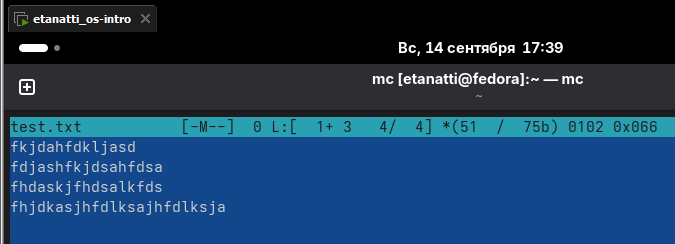 etanatti_os-intro
Вс, 14 сентября 17:39
mc [etanatti@fedora]:~ — mc
~
test.txt [-M--] 0 L:[ 1+ 3 4/ 4] *(51 / 75b) 0102 0x066
fkjdahfdkljasd
fdjashfkjdsahfdsa
fhdaskjfhdsalkfds
fhjdkasjhfdlksajhfdlksja